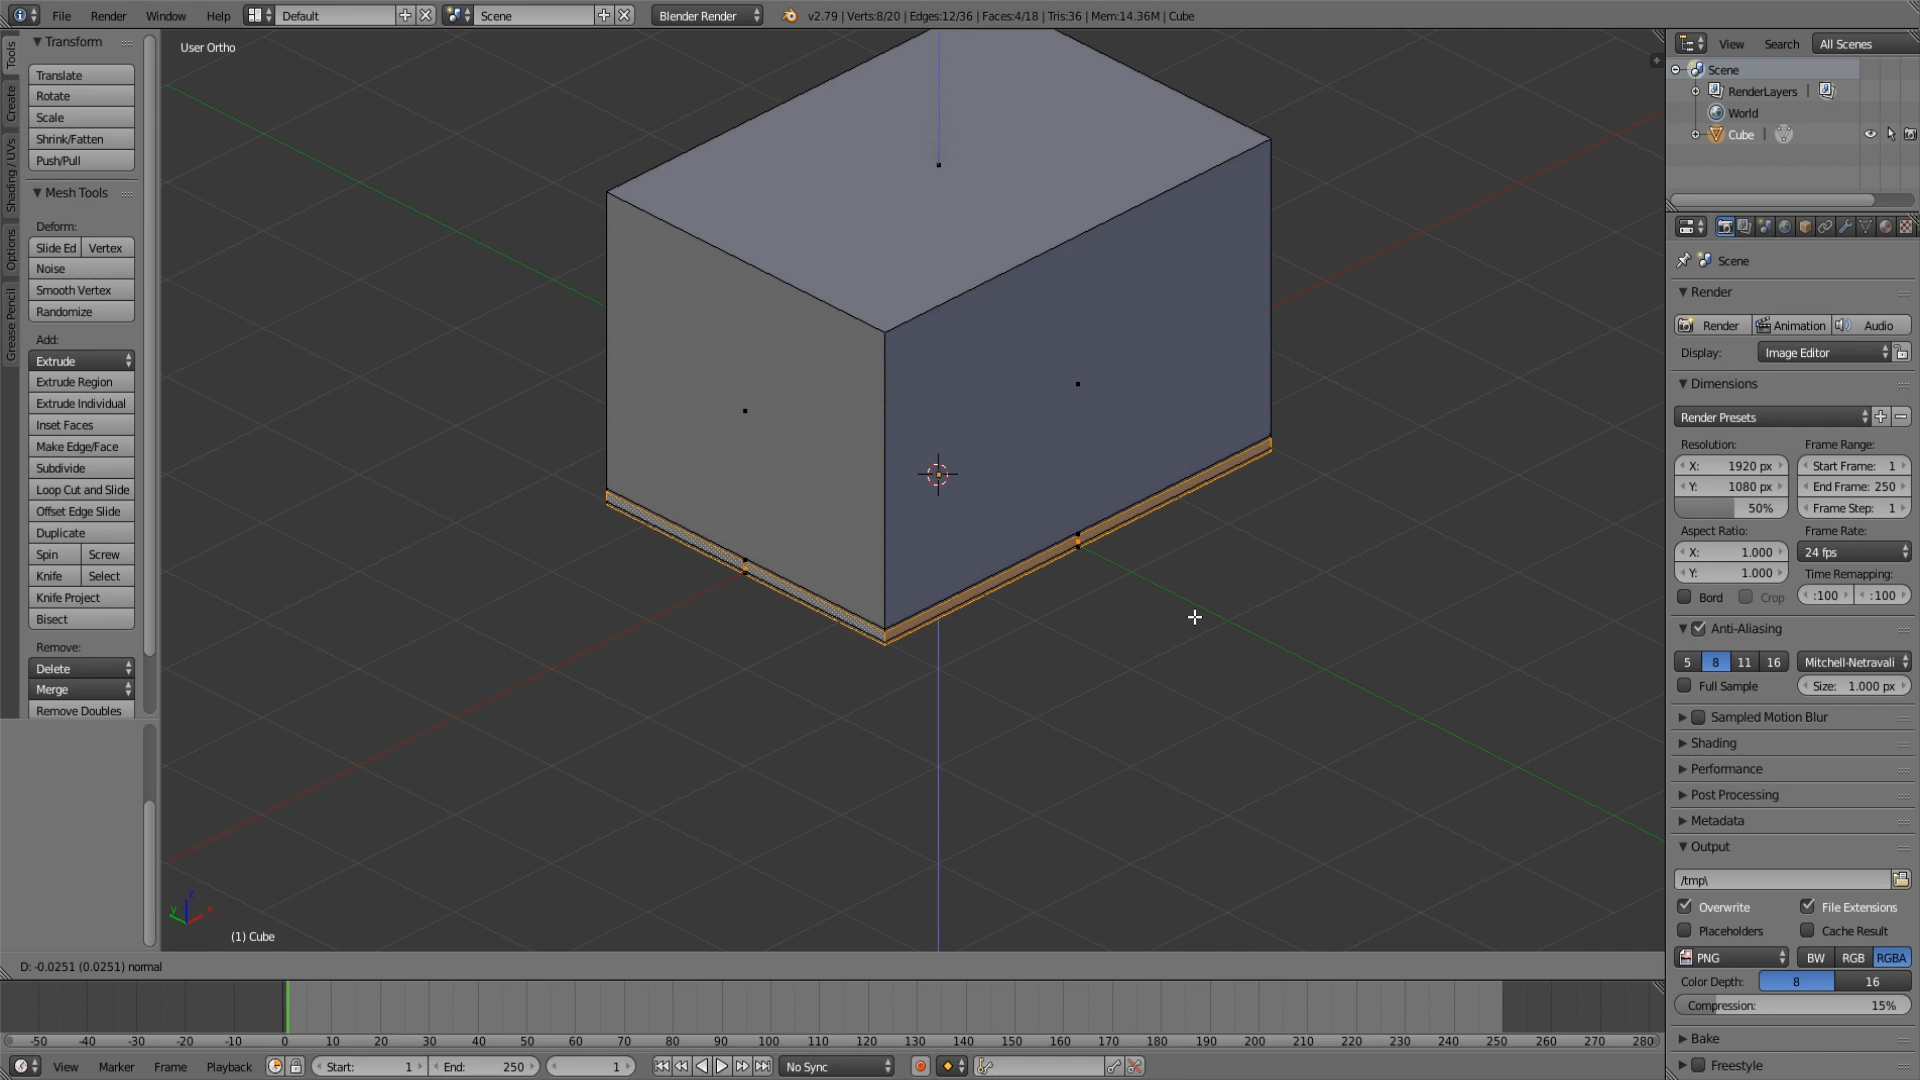 File Render Window Help Default Scene Blender Render v2.79 | Verts:8/20 | Edges:12/36 | Faces:4/18 | Tris:36 | Mem:14.36M | Cube
Tools
Create
Shading / UVs
Options
Grease Pencil
Transform
Translate
Rotate
Scale
Shrink/Fatten
Push/Pull
Mesh Tools
Deform:
Slide Ed Vertex
Noise
Smooth Vertex
Randomize
Add:
Extrude
Extrude Region
Extrude Individual
Inset Faces
Make Edge/Face
Subdivide
Loop Cut and Slide
Offset Edge Slide
Duplicate
Spin Screw
Knife Select
Knife Project
Bisect
Remove:
Delete
Merge
Remove Doubles
User Ortho
z
y
x
(1) Cube
D: -0.0251 (0.0251) normal
View Search All Scenes
Scene
RenderLayers |
World
Cube |
Scene
Render
Render Animation Audio
Display: Image Editor
Dimensions
Render Presets
Resolution: Frame Range:
X: 1920 px Start Frame: 1
Y: 1080 px End Frame: 250
50% Frame Step: 1
Aspect Ratio: Frame Rate:
X: 1.000 24 fps
Y: 1.000 Time Remapping:
Bord Crop :100 :100
Anti-Aliasing
5 8 11 16 Mitchell-Netravali
Full Sample Size: 1.000 px
Sampled Motion Blur
Shading
Performance
Post Processing
Metadata
Output
/tmp\
Overwrite File Extensions
Placeholders Cache Result
PNG BW RGB RGBA
Color Depth: 8 16
Compression: 15%
Bake
Freestyle
-50 -40 -30 -20 -10 0 10 20 30 40 50 60 70 80 90 100 110 120 130 140 150 160 170 180 190 200 210 220 230 240 250 260 270 280
View Marker Frame Playback Start: 1 End: 250 1 No Sync